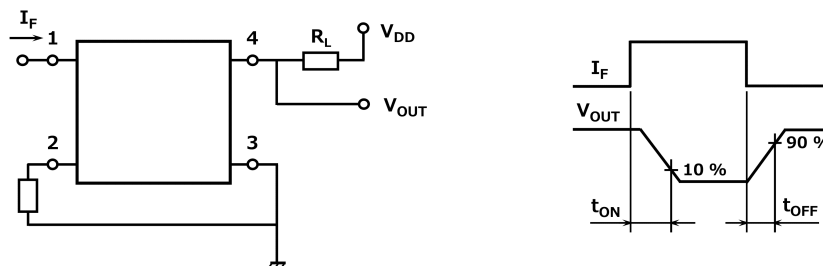 I_F
1
4
R_L
V_DD
V_OUT
2
3
I_F
V_OUT
10 %
90 %
t_ON
t_OFF